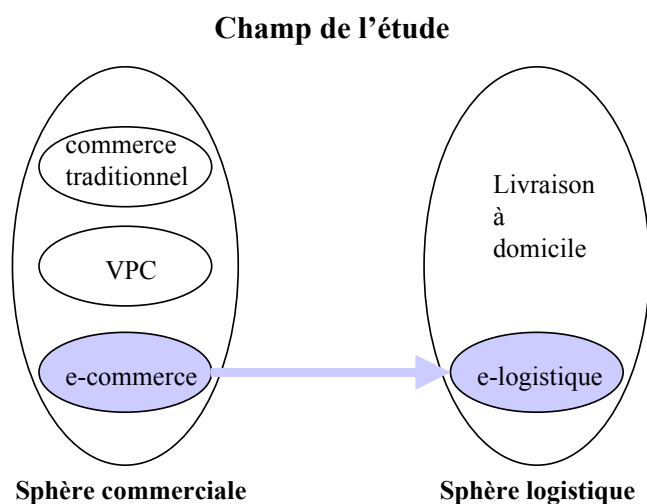 Champ de l’étude
commerce
traditionnel
VPC
e-commerce
Livraison
à
domicile
e-logistique
Sphère commerciale
Sphère logistique